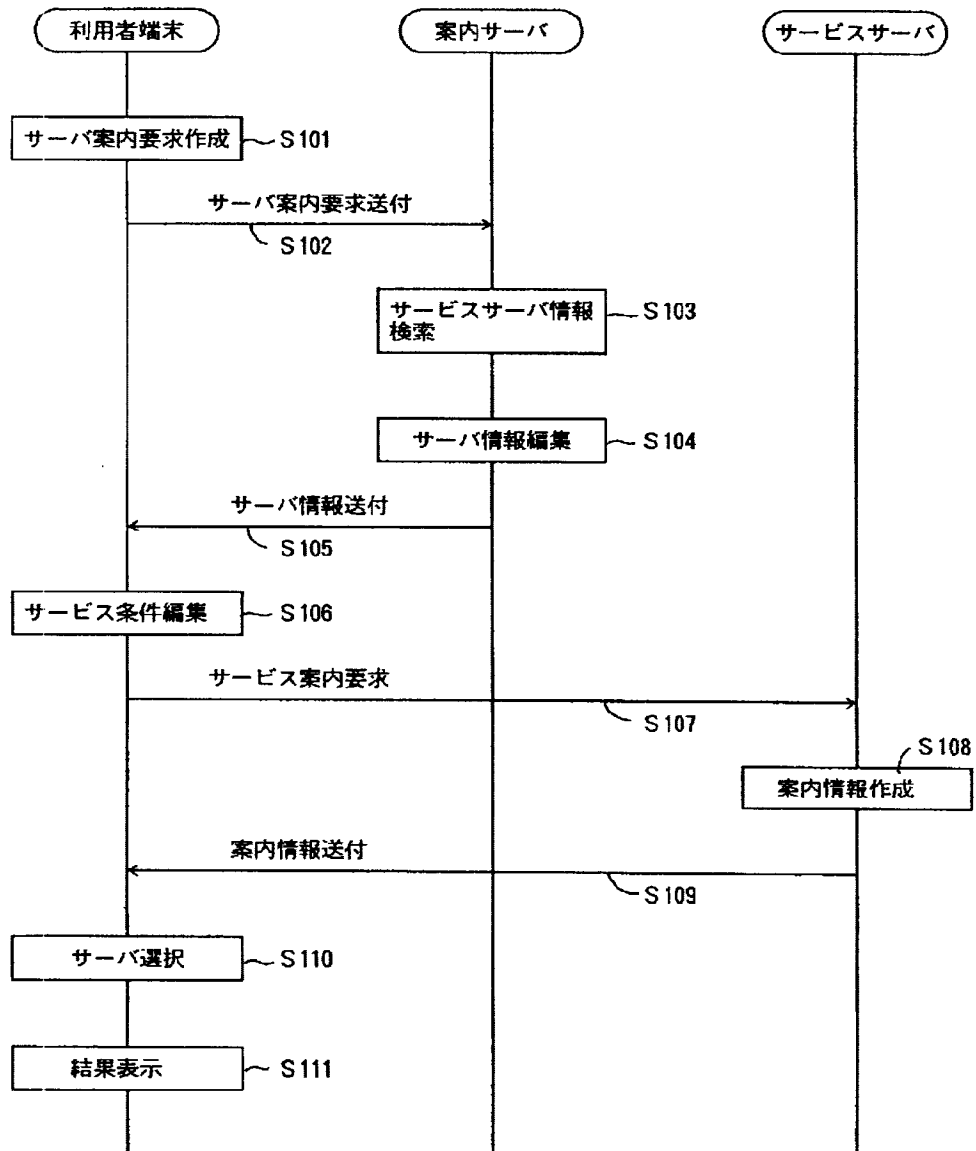 利用者端末
案内サーバ
サービスサーバ
サーバ案内要求作成
S101
サーバ案内要求送付
S102
サービスサーバ情報
検索
S103
サーバ情報編集
S104
サーバ情報送付
S105
サービス条件編集
S106
サービス案内要求
S107
S108
案内情報作成
案内情報送付
S109
サーバ選択
S110
結果表示
S111